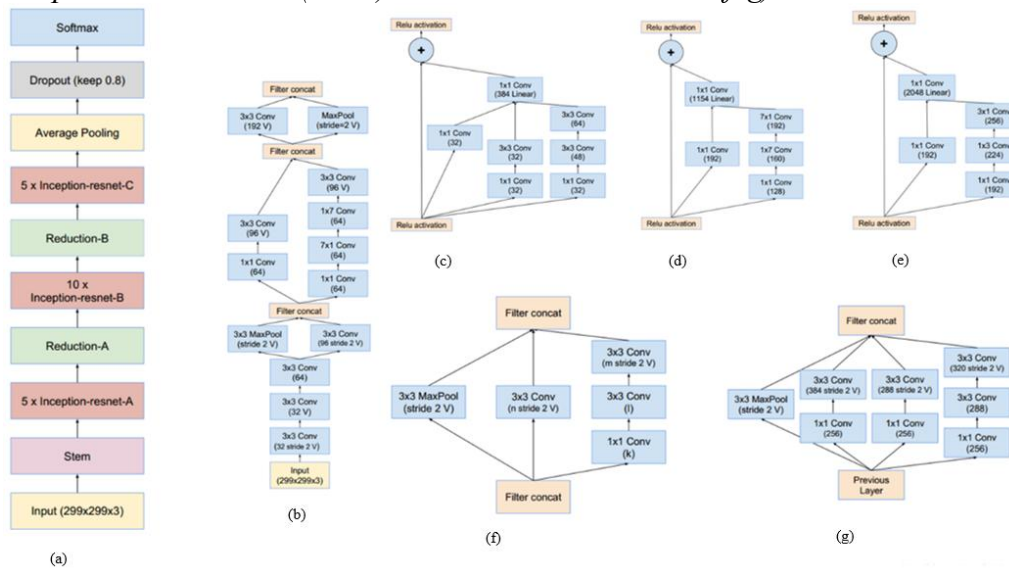 Softmax
Dropout (keep 0.8)
Average Pooling
5 x Inception-resnet-C
Reduction-B
10 x
Inception-resnet-B
Reduction-A
5 x Inception-resnet-A
Stem
Input (299x299x3)
(a)
Filter concat
3x3 Conv
(192 V)
MaxPool
(stride=2 V)
Filter concat
3x3 Conv
(96 V)
1x7 Conv
(64)
3x3 Conv
(96 V)
7x1 Conv
(64)
1x1 Conv
(64)
1x1 Conv
(64)
Filter concat
3x3 MaxPool
(stride 2 V)
3x3 Conv
(96 stride 2 V)
3x3 Conv
(64)
3x3 Conv
(32 V)
3x3 Conv
(32 stride 2 V)
Input
(299x299x3)
(b)
Relu activation
+
1x1 Conv
(384 Linear)
3x3 Conv
(64)
1x1 Conv
(32)
3x3 Conv
(32)
3x3 Conv
(48)
1x1 Conv
(32)
1x1 Conv
(32)
Relu activation
(c)
Relu activation
+
1x1 Conv
(1154 Linear)
7x1 Conv
(192)
1x1 Conv
(192)
1x7 Conv
(160)
1x1 Conv
(128)
Relu activation
(d)
Relu activation
+
1x1 Conv
(2048 Linear)
3x1 Conv
(256)
1x1 Conv
(192)
1x3 Conv
(224)
1x1 Conv
(192)
Relu activation
(e)
Filter concat
3x3 Conv
(m stride 2 V)
3x3 MaxPool
(stride 2 V)
3x3 Conv
(n stride 2 V)
3x3 Conv
(l)
1x1 Conv
(k)
Filter concat
(f)
Filter concat
3x3 Conv
(320 stride 2 V)
3x3 MaxPool
(stride 2 V)
3x3 Conv
(384 stride 2 V)
3x3 Conv
(288 stride 2 V)
3x3 Conv
(288)
1x1 Conv
(256)
1x1 Conv
(256)
1x1 Conv
(256)
Previous
Layer
(g)